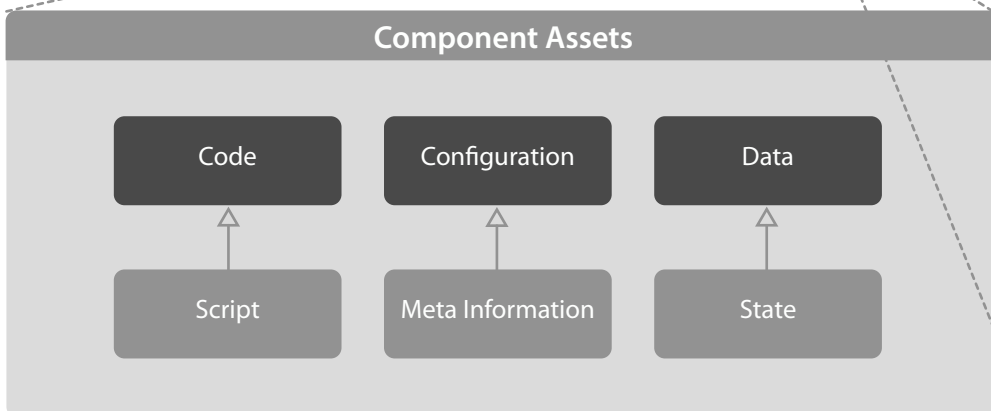 Component Assets
Code
Configuration
Data
Script
Meta Information
State